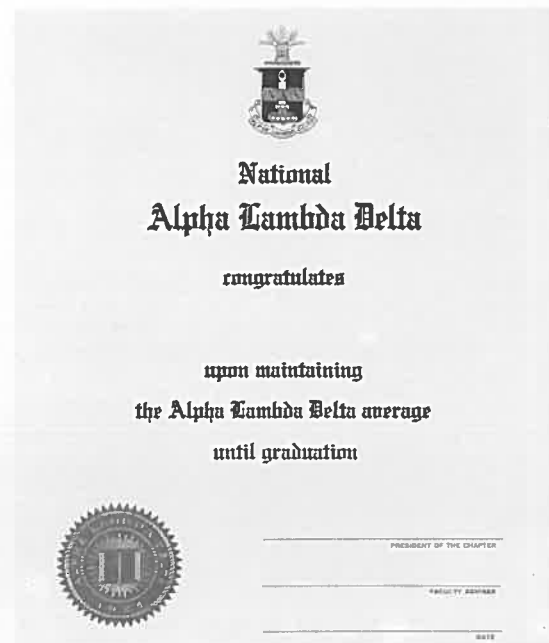 National
Alpha Lambda Delta
congratulates
upon maintaining
the Alpha Lambda Delta average
until graduation
PRESIDENT OF THE CHAPTER
FACULTY ADVISER
DATE